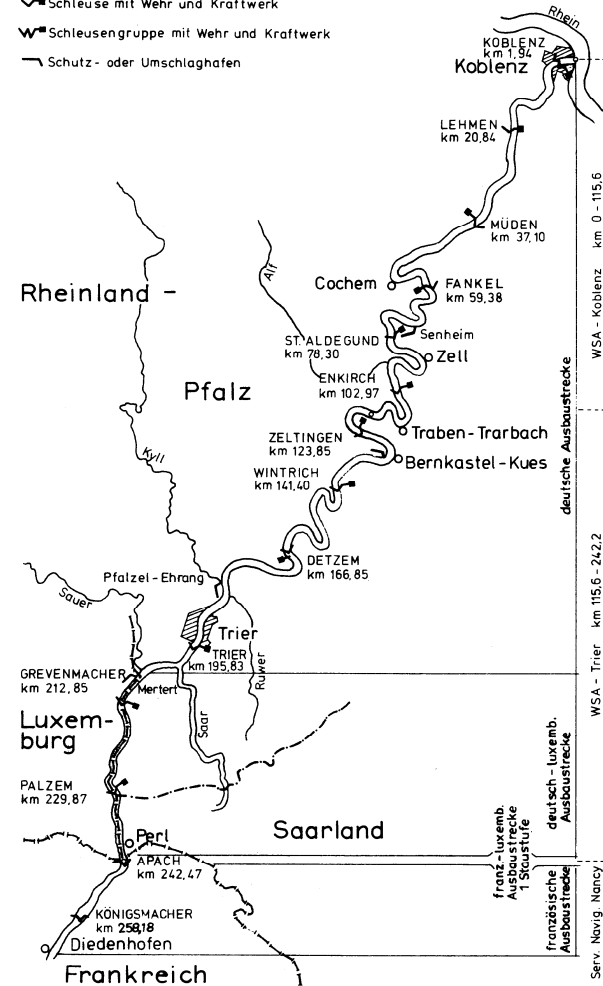 Schleuse mit Wehr und Kraftwerk
Schleusengruppe mit Wehr und Kraftwerk
Schutz- oder Umschlaghafen
Rhein
KOBLENZ
km 1,94
Koblenz
LEHMEN
km 20,84
MÜDEN
km 37,10
WSA - Koblenz km 0 - 115,6
Alf
Cochem
FANKEL
km 59,38
Rheinland -
Pfalz
ST. ALDEGUND
km 78,30
Senheim
Zell
ENKIRCH
km 102,97
deutsche Ausbaustrecke
Traben-Trarbach
ZELTINGEN
km 123,85
Bernkastel-Kues
Kyll
WINTRICH
km 141,40
DETZEM
km 166,85
WSA - Trier km 115,6 - 242,2
Pfalzel-Ehrang
Sauer
Trier
TRIER
km 195,83
Ruwer
GREVENMACHER
km 212,85
Mertert
Saar
Luxem-
burg
PALZEM
km 229,87
deutsch-luxemb.
Ausbaustrecke
Perl
Saarland
franz-luxemb.
Ausbaustrecke
1 Staustufe
APACH
km 242,47
französische
Ausbaustrecke
Serv. Navig. Nancy
KÖNIGSMACHER
Diedenhofen
Frankreich